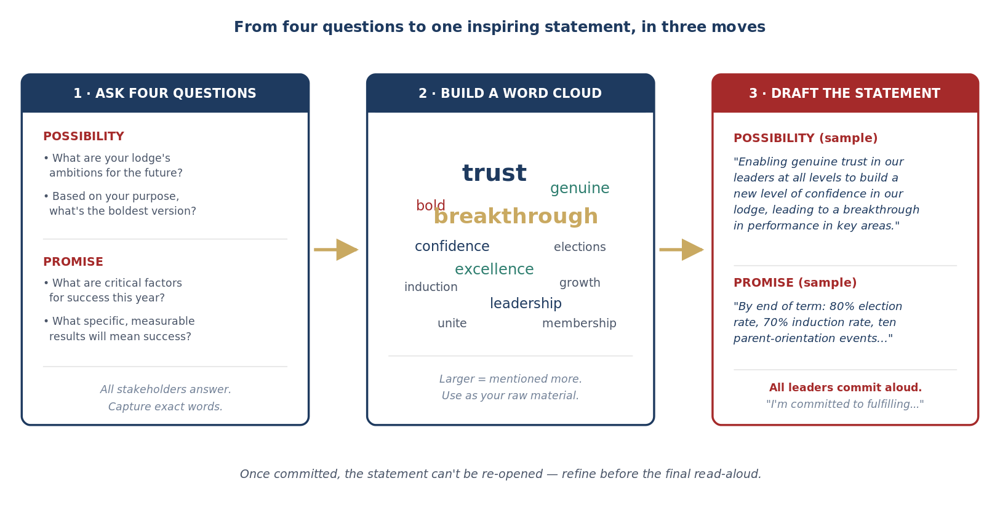 From four questions to one inspiring statement, in three moves
1 · ASK FOUR QUESTIONS
POSSIBILITY
• What are your lodge's
ambitions for the future?
• Based on your purpose,
what's the boldest version?
PROMISE
• What are critical factors
for success this year?
• What specific, measurable
results will mean success?
All stakeholders answer.
Capture exact words.
2 · BUILD A WORD CLOUD
trust
genuine
bold
breakthrough
confidence
elections
excellence
growth
induction
leadership
unite
membership
Larger = mentioned more.
Use as your raw material.
3 · DRAFT THE STATEMENT
POSSIBILITY (sample)
"Enabling genuine trust in our
leaders at all levels to build a
new level of confidence in our
lodge, leading to a breakthrough
in performance in key areas."
PROMISE (sample)
"By end of term: 80% election
rate, 70% induction rate, ten
parent-orientation events…"
All leaders commit aloud.
"I'm committed to fulfilling..."
Once committed, the statement can't be re-opened — refine before the final read-aloud.